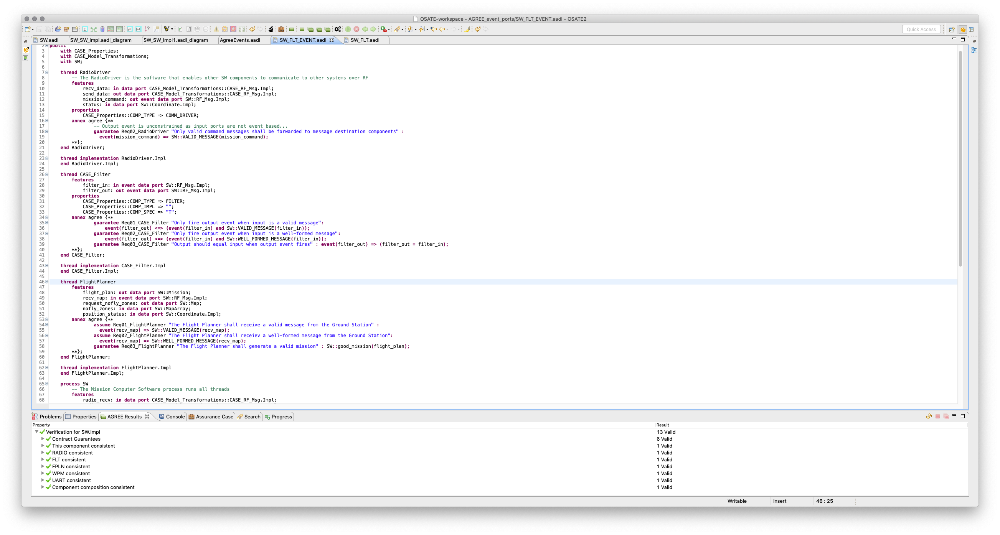 OSATE-workspace - AGREE_event_ports/SW_FLT_EVENT.aadl - OSATE2
Quick Access
SW.aadl SW_SW_Impl.aadl_diagram SW_SW_Impl1.aadl_diagram AgreeEvents.aadl SW_FLT_EVENT.aadl SW_FLT.aadl
2 public
3 with CASE_Properties;
4 with CASE_Model_Transformations;
5 with SW;
6
7 thread RadioDriver
8 -- The RadioDriver is the software that enables other SW components to communicate to other systems over RF
9 features
10 recv_data: in data port CASE_Model_Transformations::CASE_RF_Msg.Impl;
11 send_data: out data port CASE_Model_Transformations::CASE_RF_Msg.Impl;
12 mission_command: out event data port SW::RF_Msg.Impl;
13 status: in data port SW::Coordinate.Impl;
14 properties
15 CASE_Properties::COMP_TYPE => COMM_DRIVER;
16 annex agree {**
17 -- Output event is unconstrained as input ports are not event based...
18 guarantee Req02_RadioDriver "Only valid command messages shall be forwarded to message destination components" :
19 event(mission_command) => SW::VALID_MESSAGE(mission_command);
20 **};
21 end RadioDriver;
22
23 thread implementation RadioDriver.Impl
24 end RadioDriver.Impl;
25
26 thread CASE_Filter
27 features
28 filter_in: in event data port SW::RF_Msg.Impl;
29 filter_out: out event data port SW::RF_Msg.Impl;
30 properties
31 CASE_Properties::COMP_TYPE => FILTER;
32 CASE_Properties::COMP_IMPL => "";
33 CASE_Properties::COMP_SPEC => "T";
34 annex agree {**
35 guarantee Req01_CASE_Filter "Only fire output event when input is a valid message":
36 event(filter_out) <=> (event(filter_in) and SW::VALID_MESSAGE(filter_in));
37 guarantee Req02_CASE_Filter "Only fire output event when input is a well-formed message":
38 event(filter_out) <=> (event(filter_in) and SW::WELL_FORMED_MESSAGE(filter_in));
39 guarantee Req03_CASE_Filter "Output should equal input when output event fires" : event(filter_out) => (filter_out = filter_in);
40 **};
41 end CASE_Filter;
42
43 thread implementation CASE_Filter.Impl
44 end CASE_Filter.Impl;
45
46 thread FlightPlanner
47 features
48 flight_plan: out data port SW::Mission;
49 recv_map: in event data port SW::RF_Msg.Impl;
50 request_nofly_zones: out data port SW::Map;
51 nofly_zones: in data port SW::MapArray;
52 position_status: in data port SW::Coordinate.Impl;
53 annex agree {**
54 assume Req01_FlightPlanner "The Flight Planner shall receive a valid message from the Ground Station" :
55 event(recv_map) => SW::VALID_MESSAGE(recv_map);
56 assume Req02_FlightPlanner "The Flight Planner shall receiev a well-formed message from the Ground Station":
57 event(recv_map) => SW::WELL_FORMED_MESSAGE(recv_map);
58 guarantee Req03_FlightPlanner "The Flight Planner shall generate a valid mission" : SW::good_mission(flight_plan);
59 **};
60 end FlightPlanner;
61
62 thread implementation FlightPlanner.Impl
63 end FlightPlanner.Impl;
64
65 process SW
66 -- The Mission Computer Software process runs all threads
67 features
68 radio_recv: in data port CASE_Model_Transformations::CASE_RF_Msg.Impl;
Problems Properties AGREE Results Console Assurance Case Search Progress
Property Result
Verification for SW.Impl 13 Valid
Contract Guarantees 6 Valid
This component consistent 1 Valid
RADIO consistent 1 Valid
FLT consistent 1 Valid
FPLN consistent 1 Valid
WPM consistent 1 Valid
UART consistent 1 Valid
Component composition consistent 1 Valid
Writable Insert 46 : 25